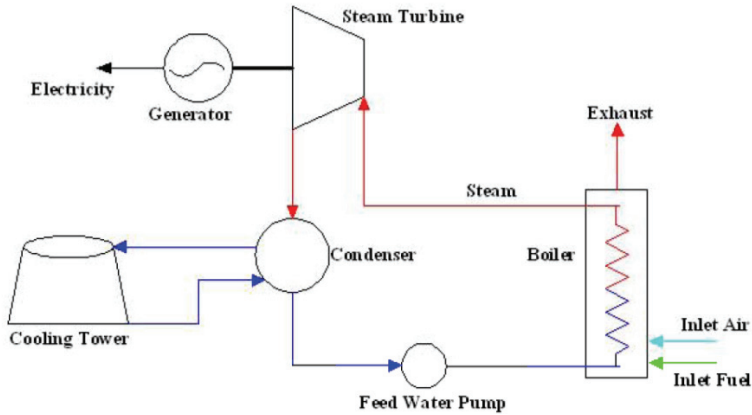 Steam Turbine
Electricity
Generator
Exhaust
Steam
Condenser
Boiler
Inlet Air
Cooling Tower
Inlet Fuel
Feed Water Pump